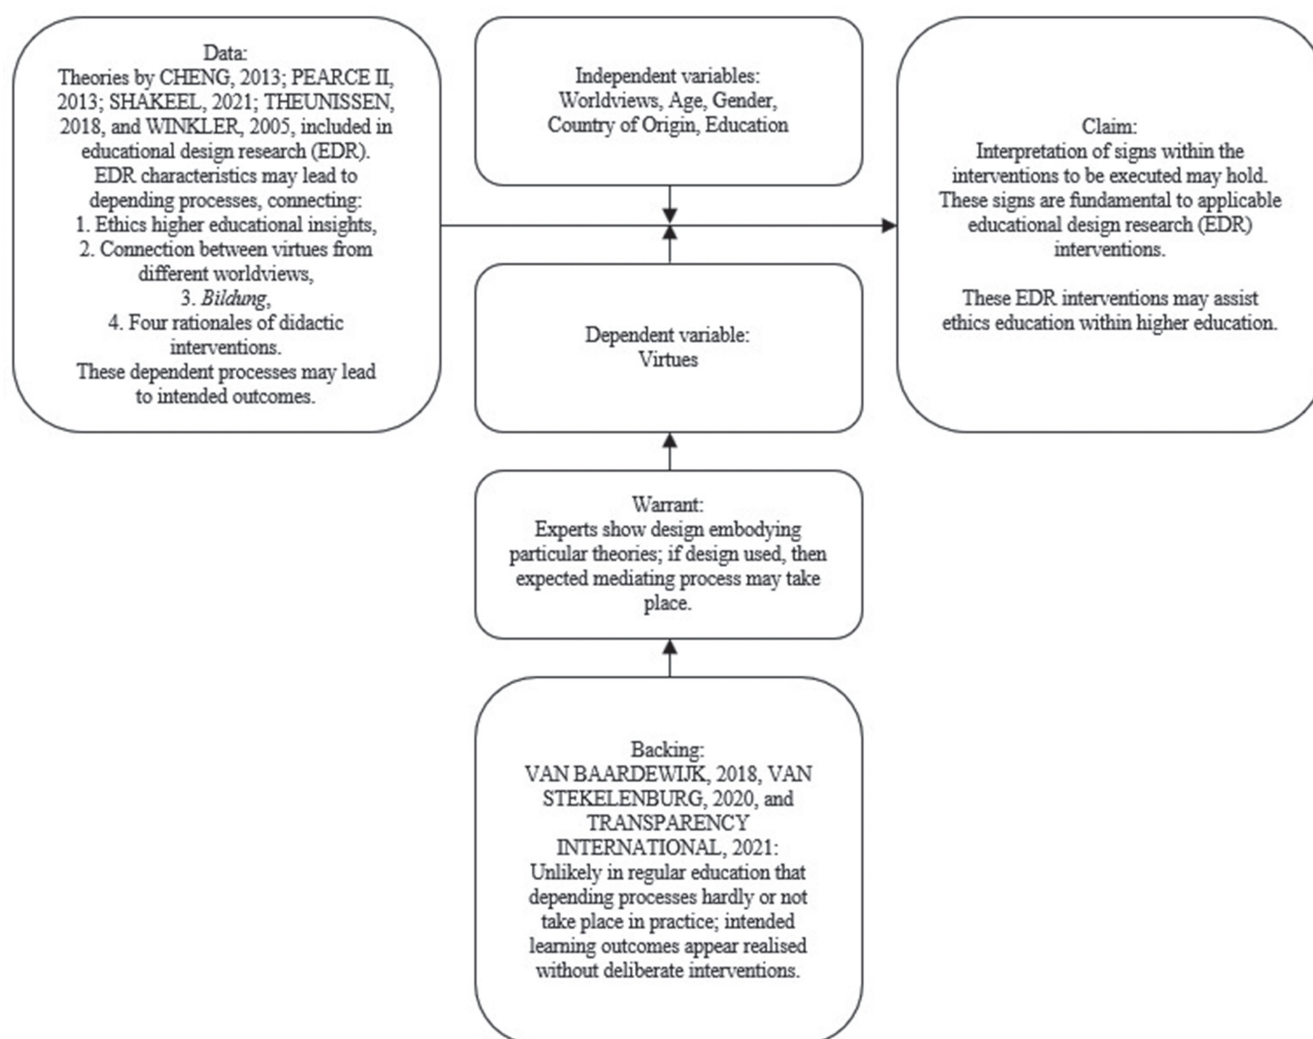 Data:
Theories by CHENG, 2013; PEARCE II,
2013; SHAKEEL, 2021; THEUNISSEN,
2018, and WINKLER, 2005, included in
educational design research (EDR).
EDR characteristics may lead to
depending processes, connecting:
1. Ethics higher educational insights,
2. Connection between virtues from
different worldviews,
3. Bildung,
4. Four rationales of didactic
interventions.
These dependent processes may lead
to intended outcomes.
Independent variables:
Worldviews, Age, Gender,
Country of Origin, Education
Dependent variable:
Virtues
Claim:
Interpretation of signs within the
interventions to be executed may hold.
These signs are fundamental to applicable
educational design research (EDR)
interventions.
These EDR interventions may assist
ethics education within higher education.
Warrant:
Experts show design embodying
particular theories; if design used, then
expected mediating process may take
place.
Backing:
VAN BAARDEWIJK, 2018, VAN
STEKELENBURG, 2020, and
TRANSPARENCY
INTERNATIONAL, 2021:
Unlikely in regular education that
depending processes hardly or not
take place in practice; intended
learning outcomes appear realised
without deliberate interventions.